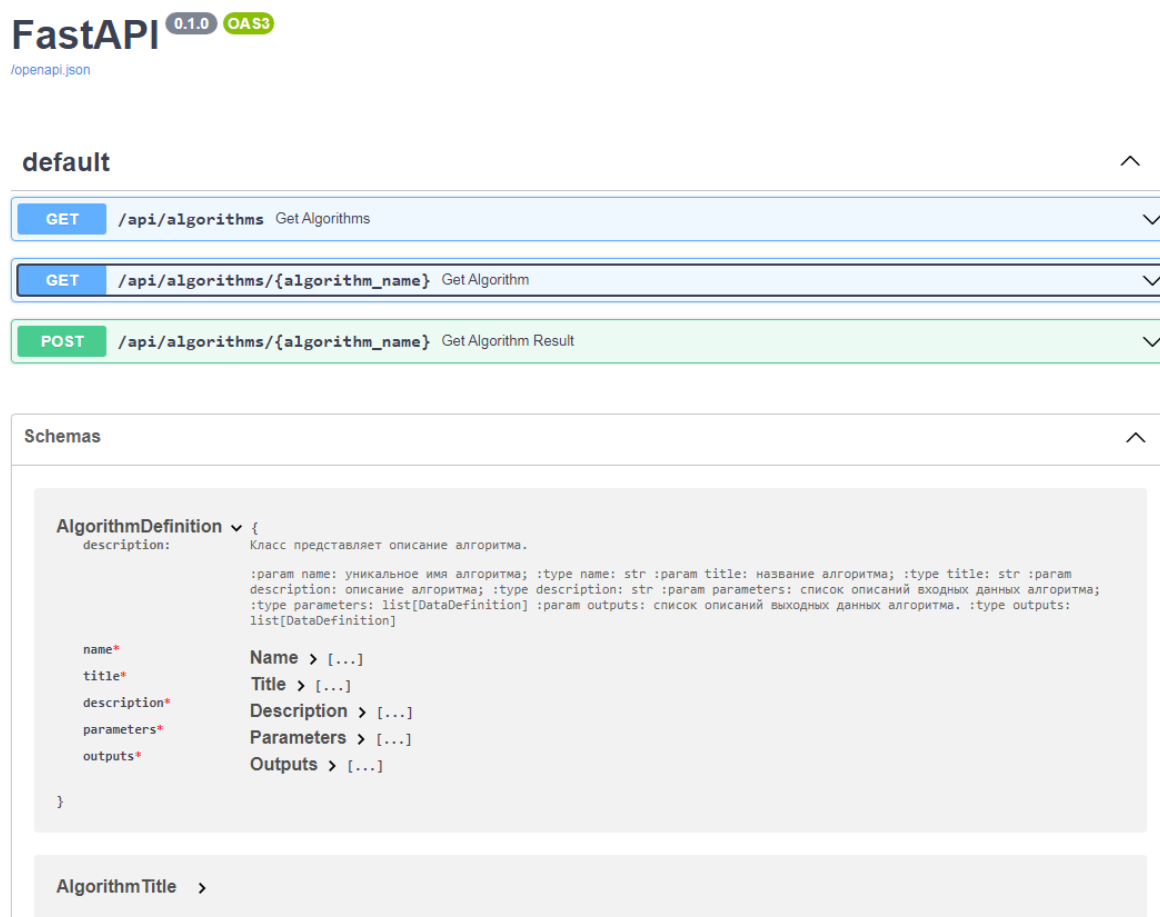 FastAPI 0.1.0 OAS3
/openapi.json
default
GET /api/algorithms Get Algorithms
GET /api/algorithms/{algorithm_name} Get Algorithm
POST /api/algorithms/{algorithm_name} Get Algorithm Result
Schemas
AlgorithmDefinition {
description: Класс представляет описание алгоритма.
:param name: уникальное имя алгоритма; :type name: str :param title: название алгоритма; :type title: str :param
description: описание алгоритма; :type description: str :param parameters: список описаний входных данных алгоритма;
:type parameters: list[DataDefinition] :param outputs: список описаний выходных данных алгоритма. :type outputs:
list[DataDefinition]
name* Name [...]
title* Title [...]
description* Description [...]
parameters* Parameters [...]
outputs* Outputs [...]
}
AlgorithmTitle